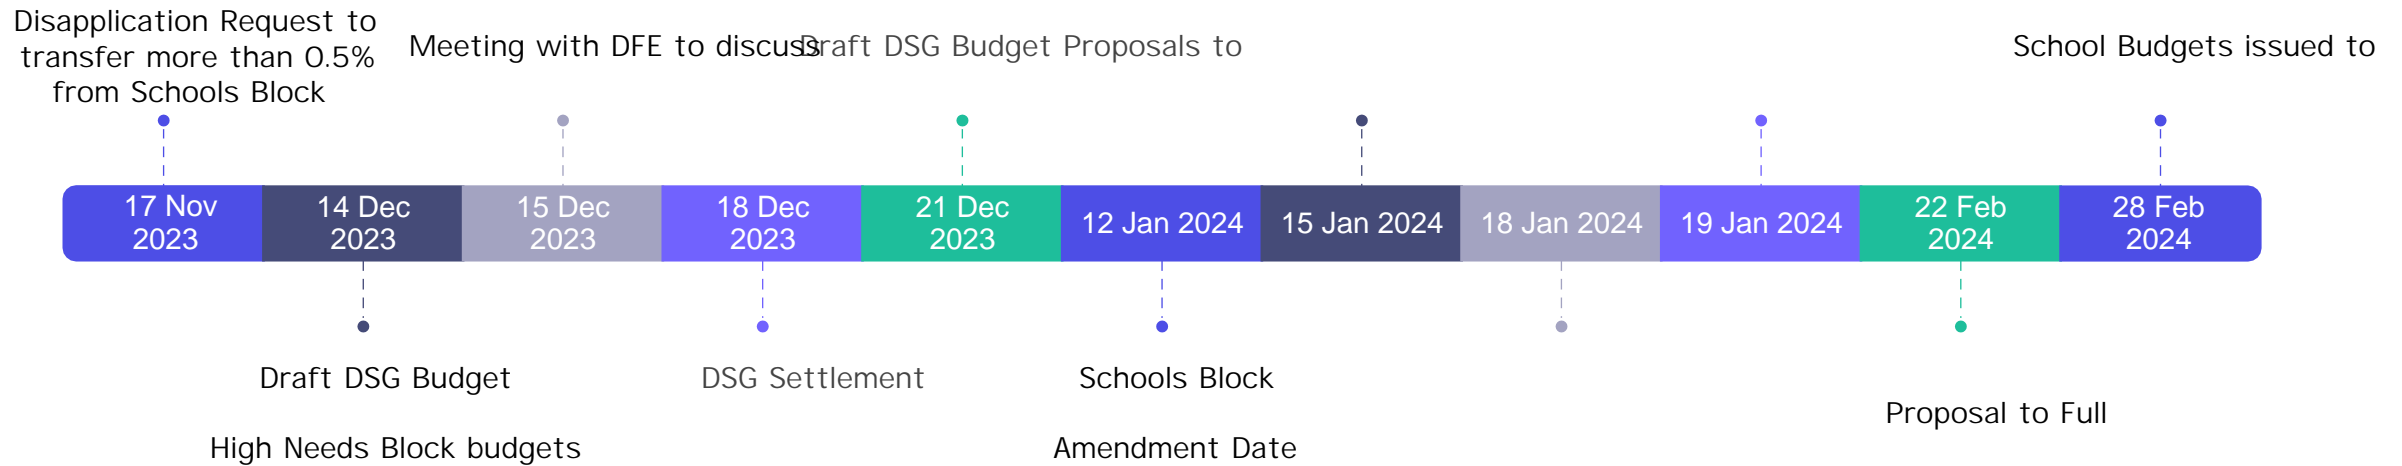 Disapplication Request to
transfer more than 0.5%
from Schools Block
Meeting with DFE to discuss
Draft DSG Budget Proposals to
School Budgets issued to
17 Nov
2023
14 Dec
2023
15 Dec
2023
18 Dec
2023
21 Dec
2023
12 Jan 2024
15 Jan 2024
18 Jan 2024
19 Jan 2024
22 Feb
2024
28 Feb
2024
Draft DSG Budget
High Needs Block budgets
DSG Settlement
Schools Block
Amendment Date
Proposal to Full